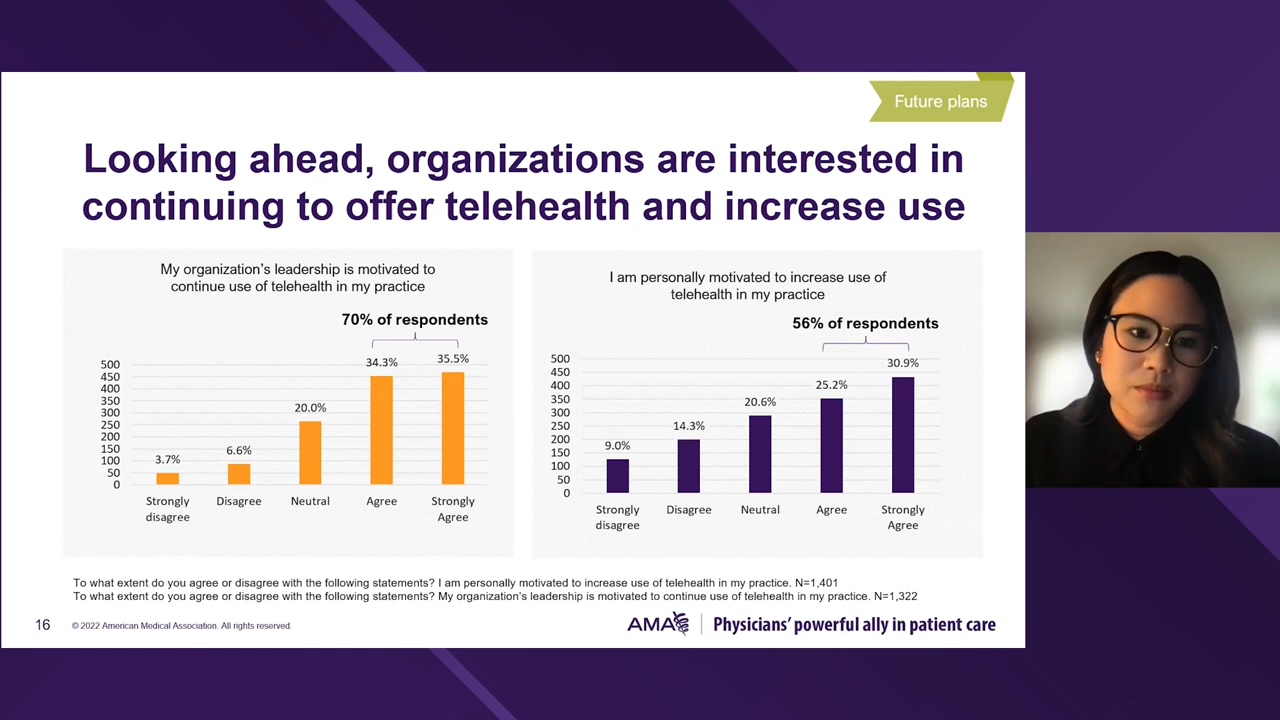 Future plans
Looking ahead, organizations are interested in
continuing to offer telehealth and increase use
My organization’s leadership is motivated to
continue use of telehealth in my practice
70% of respondents
500
450
400
350
300
250
200
150
100
50
0
3.7%
6.6%
20.0%
34.3%
35.5%
Strongly
disagree
Disagree
Neutral
Agree
Strongly
Agree
I am personally motivated to increase use of
telehealth in my practice
56% of respondents
500
450
400
350
300
250
200
150
100
50
0
9.0%
14.3%
20.6%
25.2%
30.9%
Strongly
disagree
Disagree
Neutral
Agree
Strongly
Agree
To what extent do you agree or disagree with the following statements? I am personally motivated to increase use of telehealth in my practice. N=1,401
To what extent do you agree or disagree with the following statements? My organization’s leadership is motivated to continue use of telehealth in my practice. N=1,322
16
© 2022 American Medical Association. All rights reserved.
AMA
Physicians’ powerful ally in patient care